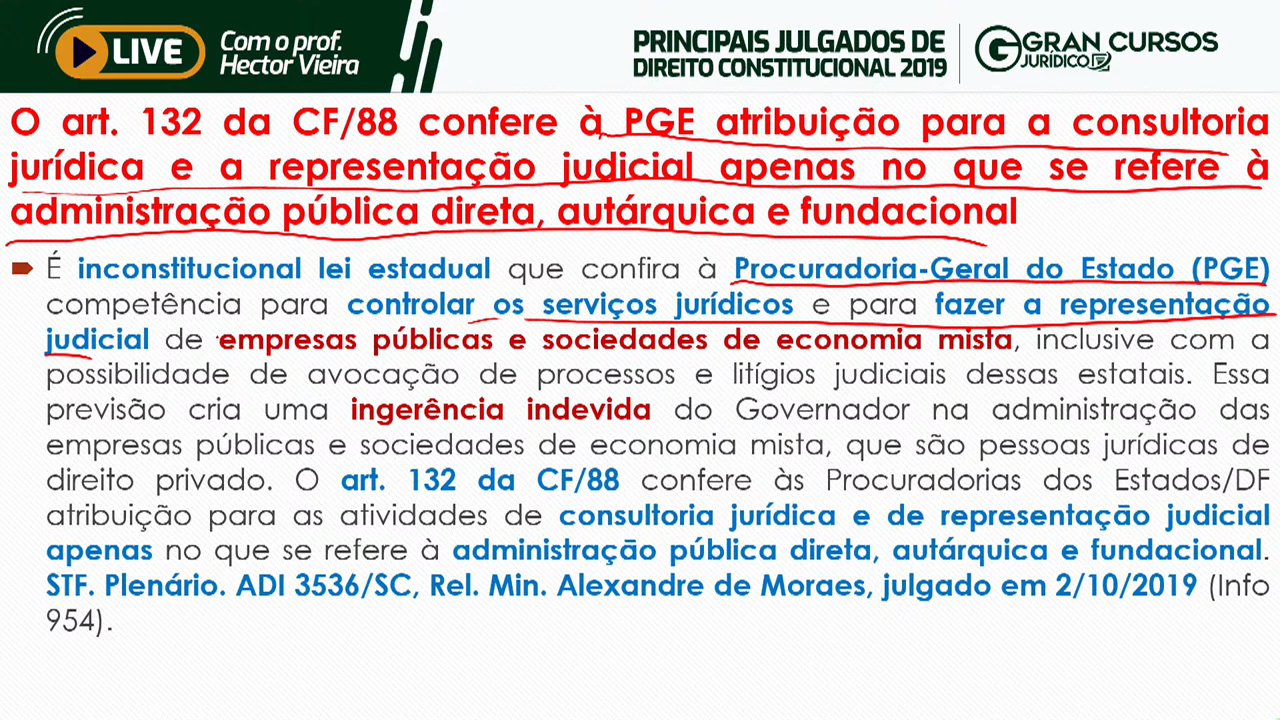 LIVE
Com o prof.
Hector Vieira
PRINCIPAIS JULGADOS DE
DIREITO CONSTITUCIONAL 2019
GRAN CURSOS
JURÍDICO
O art. 132 da CF/88 confere à PGE atribuição para a consultoria
jurídica e a representação judicial apenas no que se refere à
administração pública direta, autárquica e fundacional
É inconstitucional lei estadual que confira à Procuradoria-Geral do Estado (PGE)
competência para controlar os serviços jurídicos e para fazer a representação
judicial de empresas públicas e sociedades de economia mista, inclusive com a
possibilidade de avocação de processos e litígios judiciais dessas estatais. Essa
previsão cria uma ingerência indevida do Governador na administração das
empresas públicas e sociedades de economia mista, que são pessoas jurídicas de
direito privado. O art. 132 da CF/88 confere às Procuradorias dos Estados/DF
atribuição para as atividades de consultoria jurídica e de representação judicial
apenas no que se refere à administração pública direta, autárquica e fundacional.
STF. Plenário. ADI 3536/SC, Rel. Min. Alexandre de Moraes, julgado em 2/10/2019 (Info
954).